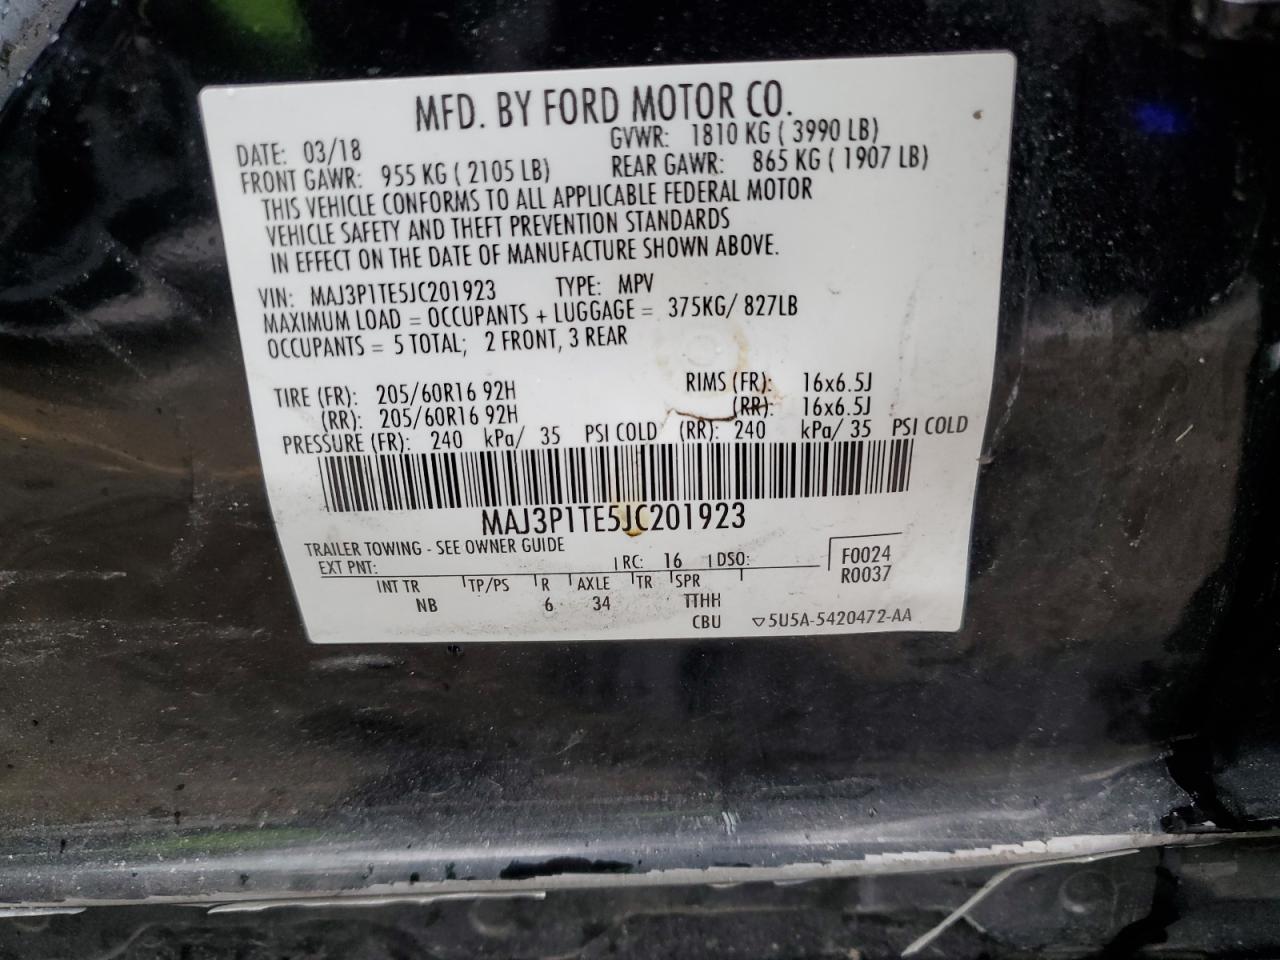 MFD. BY FORD MOTOR CO.
DATE: 03/18 GVWR: 1810 KG ( 3990 LB)
FRONT GAWR: 955 KG ( 2105 LB) REAR GAWR: 865 KG ( 1907 LB)
THIS VEHICLE CONFORMS TO ALL APPLICABLE FEDERAL MOTOR
VEHICLE SAFETY AND THEFT PREVENTION STANDARDS
IN EFFECT ON THE DATE OF MANUFACTURE SHOWN ABOVE.
VIN: MAJ3P1TE5JC201923 TYPE: MPV
MAXIMUM LOAD = OCCUPANTS + LUGGAGE = 375KG/ 827LB
OCCUPANTS = 5 TOTAL; 2 FRONT, 3 REAR
TIRE (FR): 205/60R16 92H RIMS (FR): 16x6.5J
(RR): 205/60R16 92H (RR): 16x6.5J
PRESSURE (FR): 240 kPa/ 35 PSI COLD (RR): 240 kPa/ 35 PSI COLD
MAJ3P1TE5JC201923
TRAILER TOWING - SEE OWNER GUIDE
EXT PNT: RC: 16 DSO: F0024
R0037
INT TR TP/PS R AXLE TR SPR
NB 6 34 TTHH
CBU ▽5U5A-5420472-AA